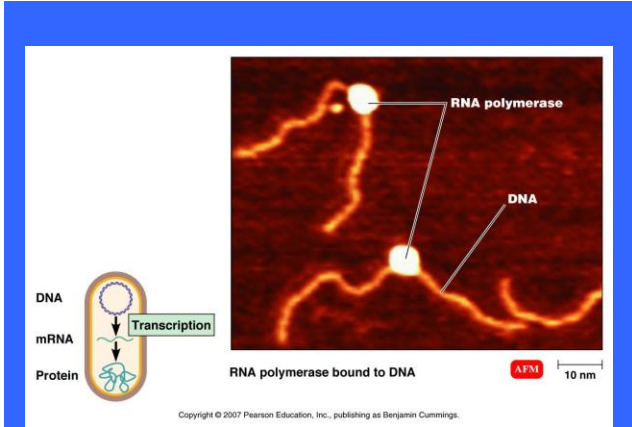 RNA polymerase
DNA
DNA
Transcription
mRNA
Protein
RNA polymerase bound to DNA
AFM
10 nm
Copyright © 2007 Pearson Education, Inc., publishing as Benjamin Cummings.